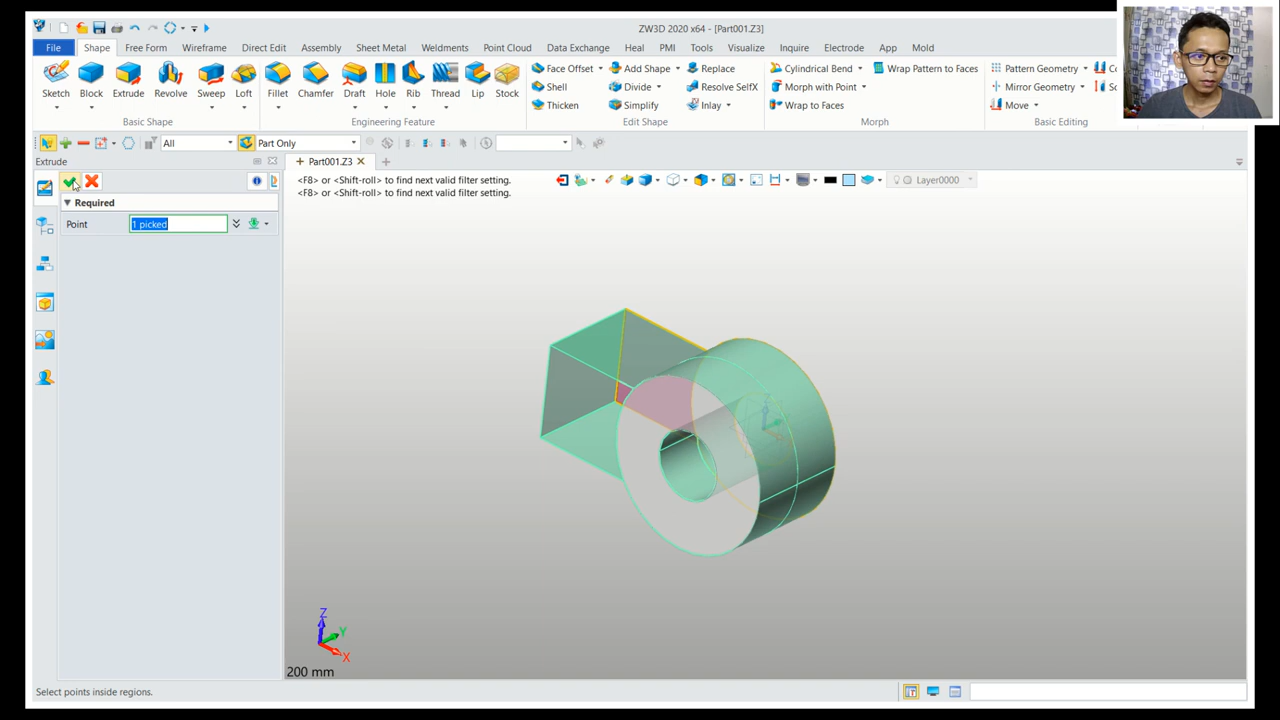 ZW3D 2020 x64 - [Part001.Z3]
File Shape Free Form Wireframe Direct Edit Assembly Sheet Metal Weldments Point Cloud Data Exchange Heal PMI Tools Visualize Inquire Electrode App Mold
Face Offset Add Shape Replace Cylindrical Bend Wrap Pattern to Faces Pattern Geometry
Sketch Block Extrude Revolve Sweep Loft Fillet Chamfer Draft Hole Rib Thread Lip Stock
Shell Divide Resolve SelfX Morph with Point Mirror Geometry
Thicken Simplify Inlay Wrap to Faces Move
Basic Shape Engineering Feature Edit Shape Morph Basic Editing
All Part Only
Extrude Part001.Z3
<F8> or <Shift-roll> to find next valid filter setting.
<F8> or <Shift-roll> to find next valid filter setting.
Layer0000
Required
Point 1 picked
Z
Y
X
200 mm
Select points inside regions.